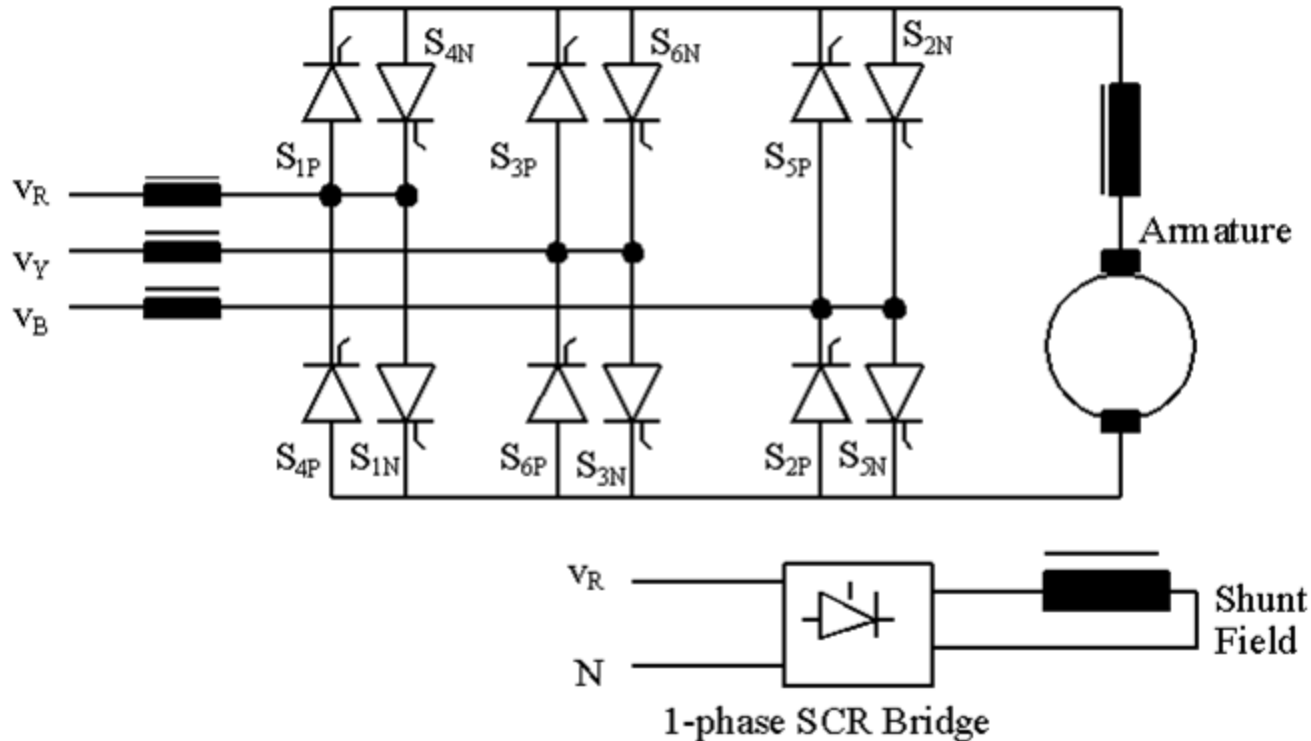 S4N
S6N
S2N
S1P
S3P
S5P
vR
vY
vB
Armature
S4P
S1N
S6P
S3N
S2P
S5N
vR
N
Shunt
Field
1-phase SCR Bridge